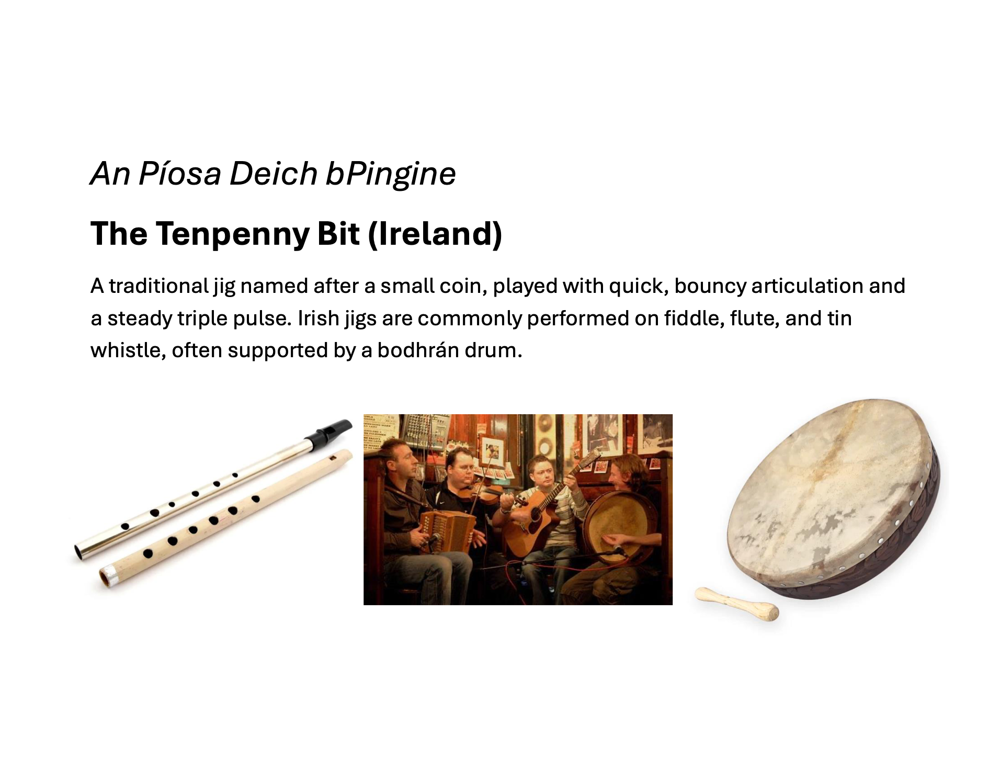 An Píosa Deich bPingine
The Tenpenny Bit (Ireland)
A traditional jig named after a small coin, played with quick, bouncy articulation and
a steady triple pulse. Irish jigs are commonly performed on fiddle, flute, and tin
whistle, often supported by a bodhrán drum.